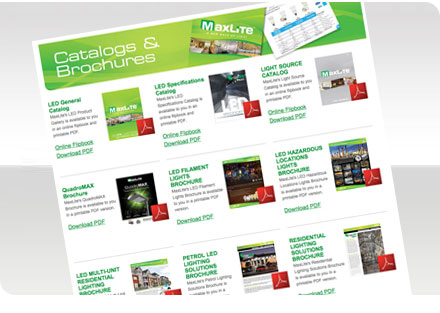 Catalogs &
Brochures
MAXLITE
LED General
Catalog
MaxLite's LED Product
Gallery is available to you
in an online flipbook and
printable PDF.
Online Flipbook
Download PDF
LED Specifications
Catalog
MaxLite's LED
Specifications Catalog is
available to you in an
online flipbook and
printable PDF.
Online Flipbook
Download PDF
LIGHT SOURCE
CATALOG
MaxLite's Light Source
Catalog is available to you
in an online flipbook and
printable PDF.
Online Flipbook
Download PDF
QuadroMAX
Brochure
MaxLite's QuadroMAX
Brochure is available to you
in a printable PDF
version.
Download PDF
LED FILAMENT
LIGHTS
BROCHURE
MaxLite's LED Filament
Lights Brochure is available
to you in a printable PDF
version.
Download PDF
LED HAZARDOUS
LOCATIONS
LIGHTS
BROCHURE
MaxLite's LED Hazardous
Locations Lights Brochure
is available to you in a
printable PDF version.
Download PDF
LED MULTI-UNIT
RESIDENTIAL
LIGHTING
BROCHURE
PETROL LED
LIGHTING
SOLUTIONS
BROCHURE
MaxLite's Petrol Lighting
Solutions Brochure is
available to you in a
RESIDENTIAL
LIGHTING
SOLUTIONS
BROCHURE
MaxLite's Residential
Lighting Solutions Brochure
is available to you in a
printable PDF version.